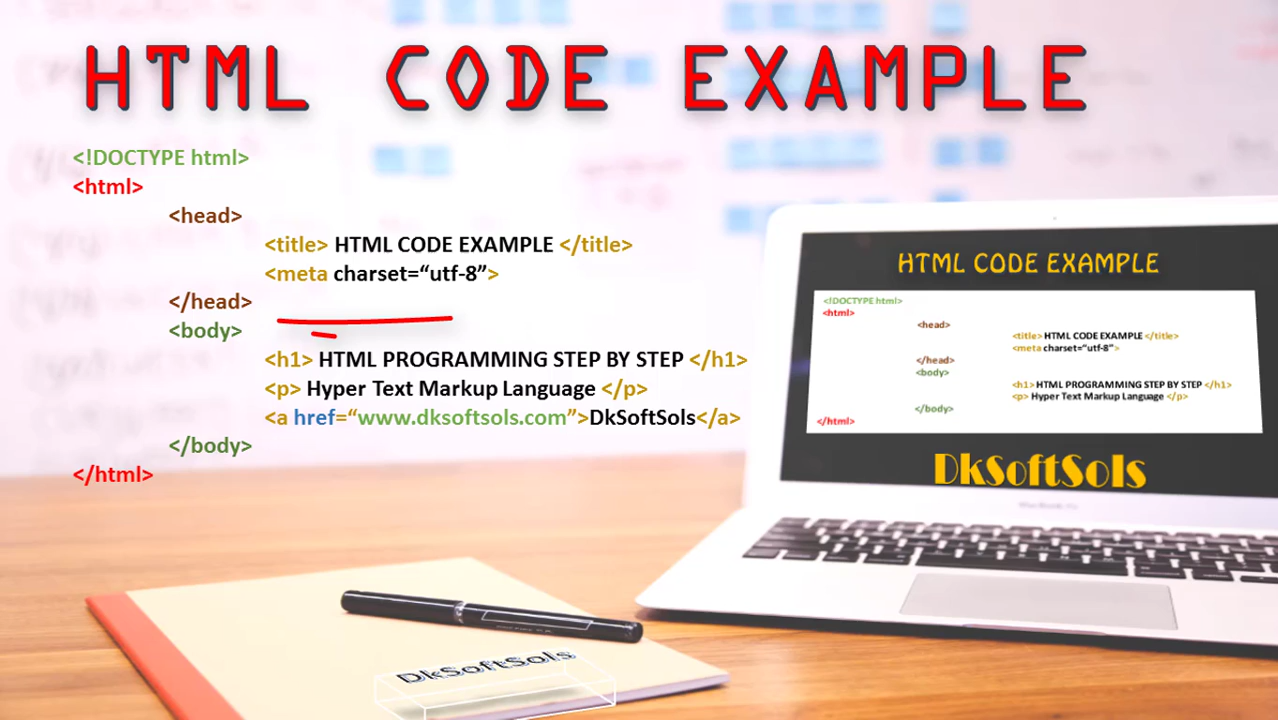 HTML CODE EXAMPLE
<!DOCTYPE html>
<html>
<head>
<title> HTML CODE EXAMPLE </title>
<meta charset=“utf-8”>
</head>
<body>
<h1> HTML PROGRAMMING STEP BY STEP </h1>
<p> Hyper Text Markup Language </p>
<a href=“www.dksoftsols.com”>DkSoftSols</a>
</body>
</html>
HTML CODE EXAMPLE
<!DOCTYPE html>
<html>
<head>
<title> HTML CODE EXAMPLE </title>
<meta charset=“utf-8”>
</head>
<body>
<h1> HTML PROGRAMMING STEP BY STEP </h1>
<p> Hyper Text Markup Language </p>
</body>
</html>
DkSoftSols
DkSoftSols